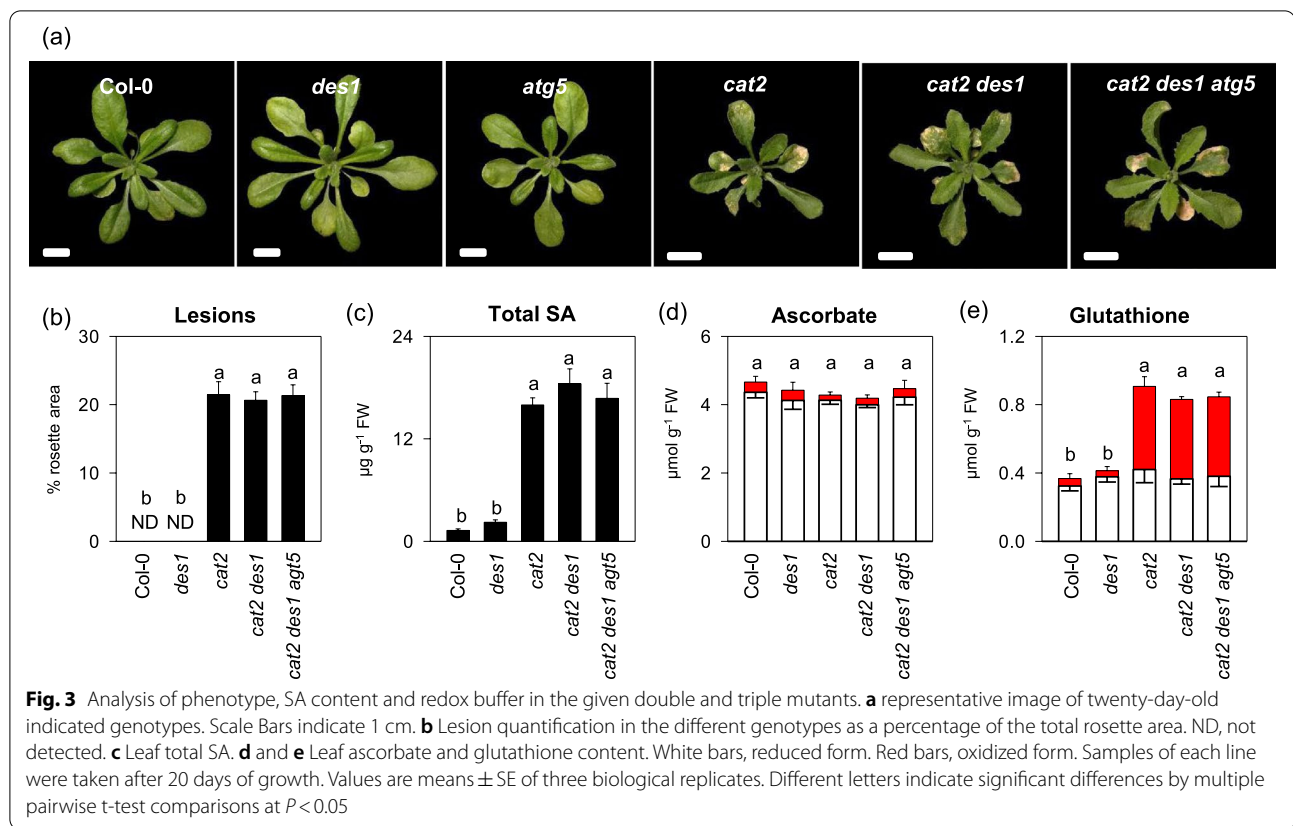 (a)
Col-0 des1 atg5 cat2 cat2 des1 cat2 des1 atg5
(b) Lesions
30
20
10
0
% rosette area
b b a a a
ND ND
Col-0
des1
cat2
cat2 des1
cat2 des1 agt5
(c) Total SA
24
12
0
µg g⁻¹ FW
b b a a a
Col-0
des1
cat2
cat2 des1
cat2 des1 agt5
(d) Ascorbate
6
4
2
0
µmol g⁻¹ FW
a a a a a
Col-0
des1
cat2
cat2 des1
cat2 des1 agt5
(e) Glutathione
1.2
0.8
0.4
0.0
µmol g⁻¹ FW
b b a a a
Col-0
des1
cat2
cat2 des1
cat2 des1 agt5
Fig. 3 Analysis of phenotype, SA content and redox buffer in the given double and triple mutants. a representative image of twenty-day-old
indicated genotypes. Scale Bars indicate 1 cm. b Lesion quantification in the different genotypes as a percentage of the total rosette area. ND, not
detected. c Leaf total SA. d and e Leaf ascorbate and glutathione content. White bars, reduced form. Red bars, oxidized form. Samples of each line
were taken after 20 days of growth. Values are means ± SE of three biological replicates. Different letters indicate significant differences by multiple
pairwise t-test comparisons at P < 0.05